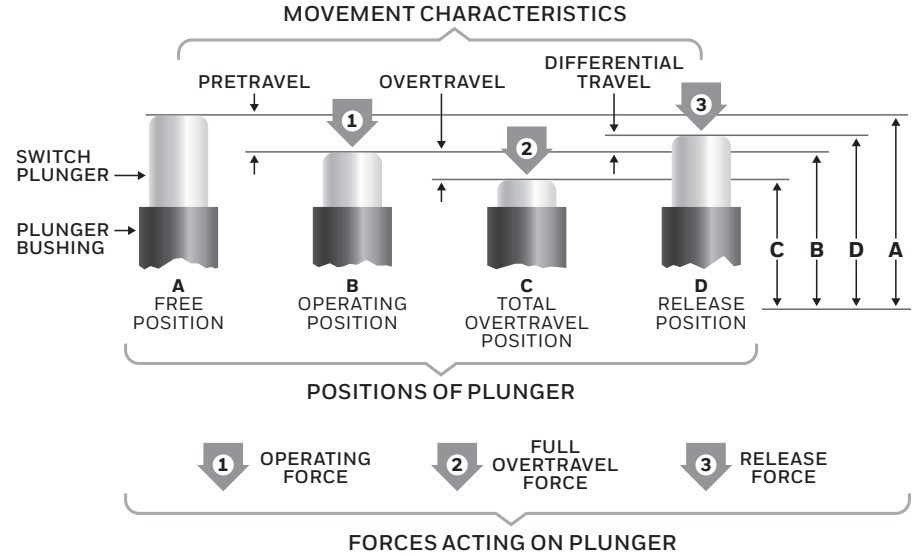 MOVEMENT CHARACTERISTICS
PRETRAVEL
OVERTRAVEL
DIFFERENTIAL
TRAVEL
1
2
3
SWITCH
PLUNGER
PLUNGER
BUSHING
C
B
D
A
A
FREE
POSITION
B
OPERATING
POSITION
C
TOTAL
OVERTRAVEL
POSITION
D
RELEASE
POSITION
POSITIONS OF PLUNGER
1
OPERATING
FORCE
2
FULL
OVERTRAVEL
FORCE
3
RELEASE
FORCE
FORCES ACTING ON PLUNGER